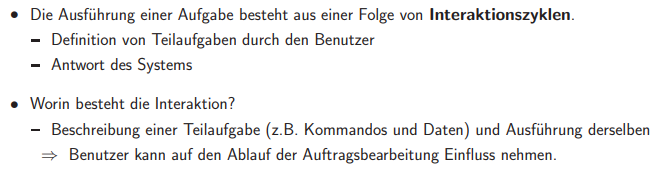 • Die Ausführung einer Aufgabe besteht aus einer Folge von Interaktionszyklen.
– Definition von Teilaufgaben durch den Benutzer
– Antwort des Systems
• Worin besteht die Interaktion?
– Beschreibung einer Teilaufgabe (z.B. Kommandos und Daten) und Ausführung derselben
⇒ Benutzer kann auf den Ablauf der Auftragsbearbeitung Einfluss nehmen.